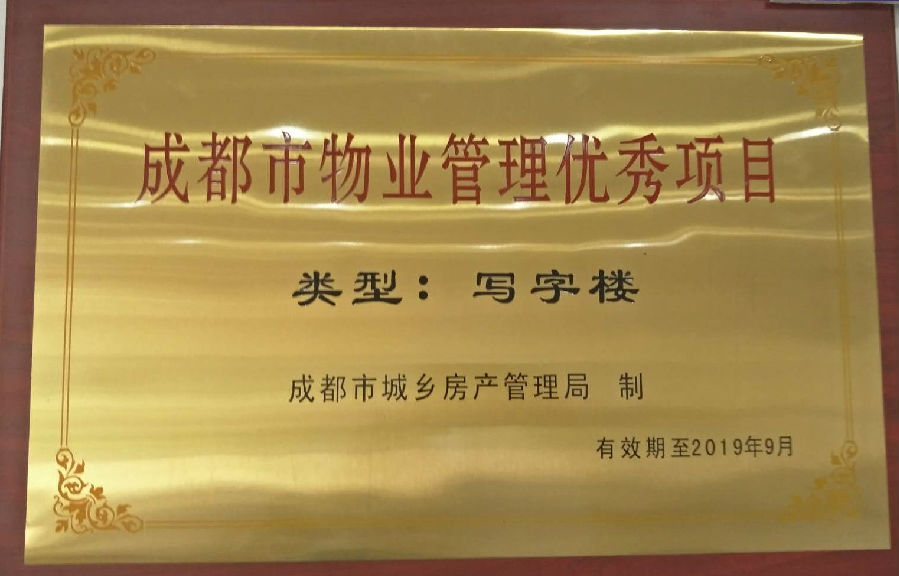 成都市物业管理优秀项目
类型：写字楼
成都市城乡房产管理局 制
有效期至2019年9月